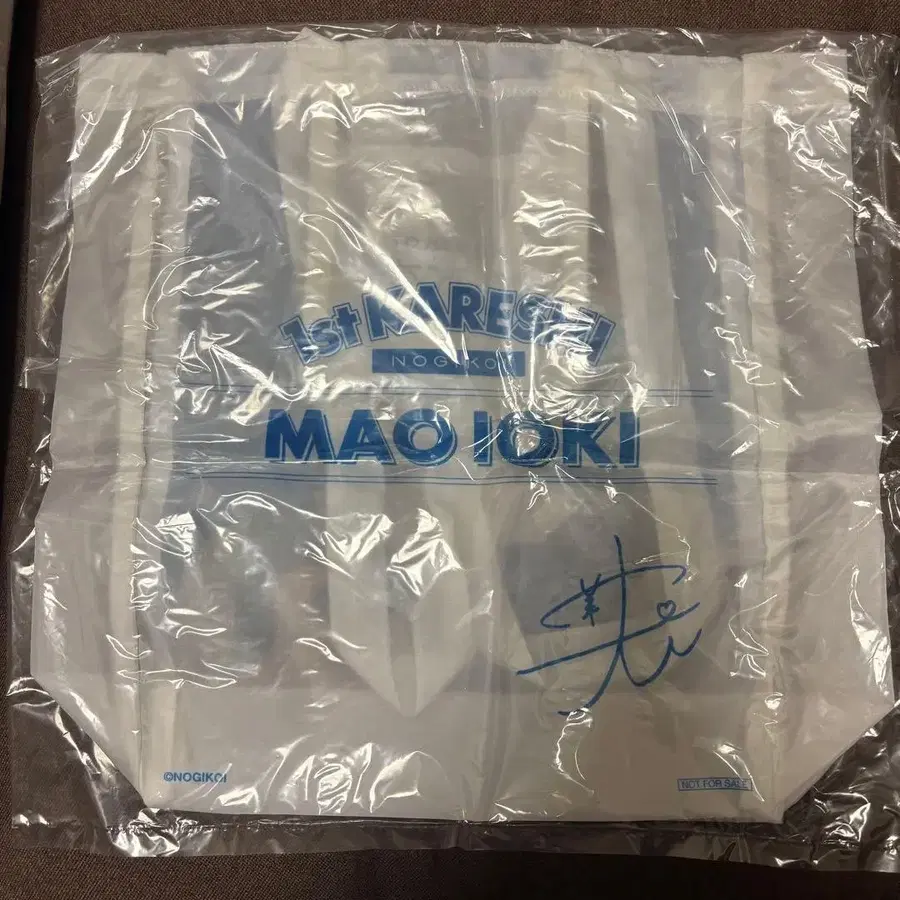 1st KARESHI
NOGIKOI
MAO IOKI
©NOGIKOI
NOT FOR SALE